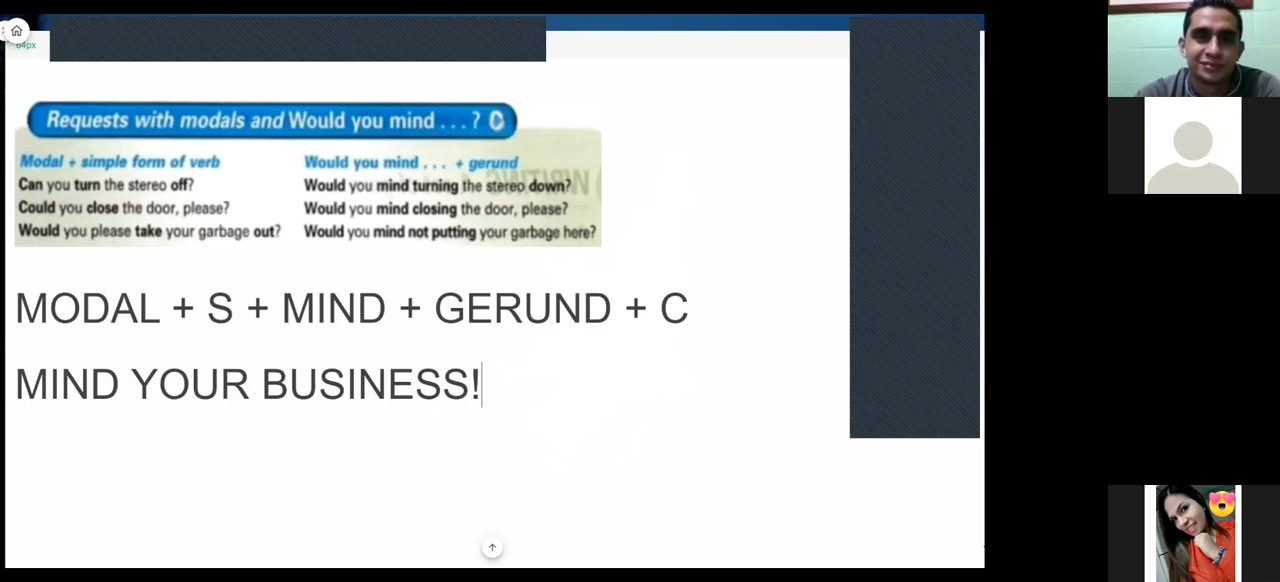 64px
Requests with modals and Would you mind . . . ?
Modal + simple form of verb
Can you turn the stereo off?
Could you close the door, please?
Would you please take your garbage out?
Would you mind . . . + gerund
Would you mind turning the stereo down?
Would you mind closing the door, please?
Would you mind not putting your garbage here?
MODAL + S + MIND + GERUND + C
MIND YOUR BUSINESS!